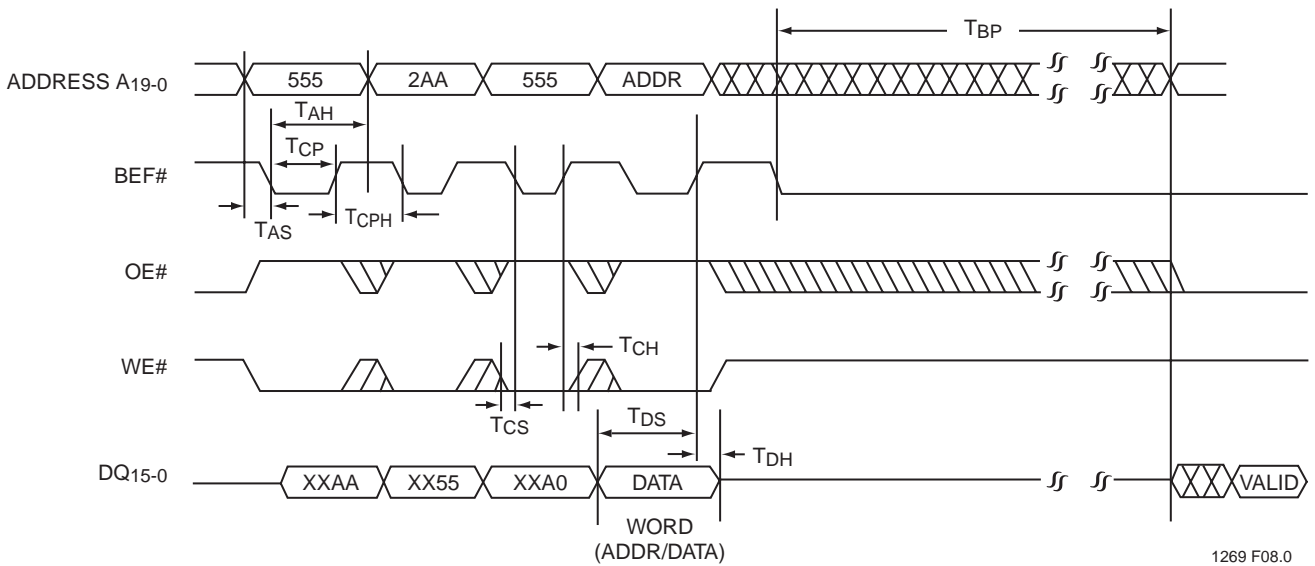 TBP
ADDRESS A19-0
555
2AA
555
ADDR
TAH
TCP
BEF#
TAS
TCPH
OE#
WE#
TCH
TCS
TDS
TDH
DQ15-0
XXAA
XX55
XXA0
DATA
VALID
WORD
(ADDR/DATA)
1269 F08.0